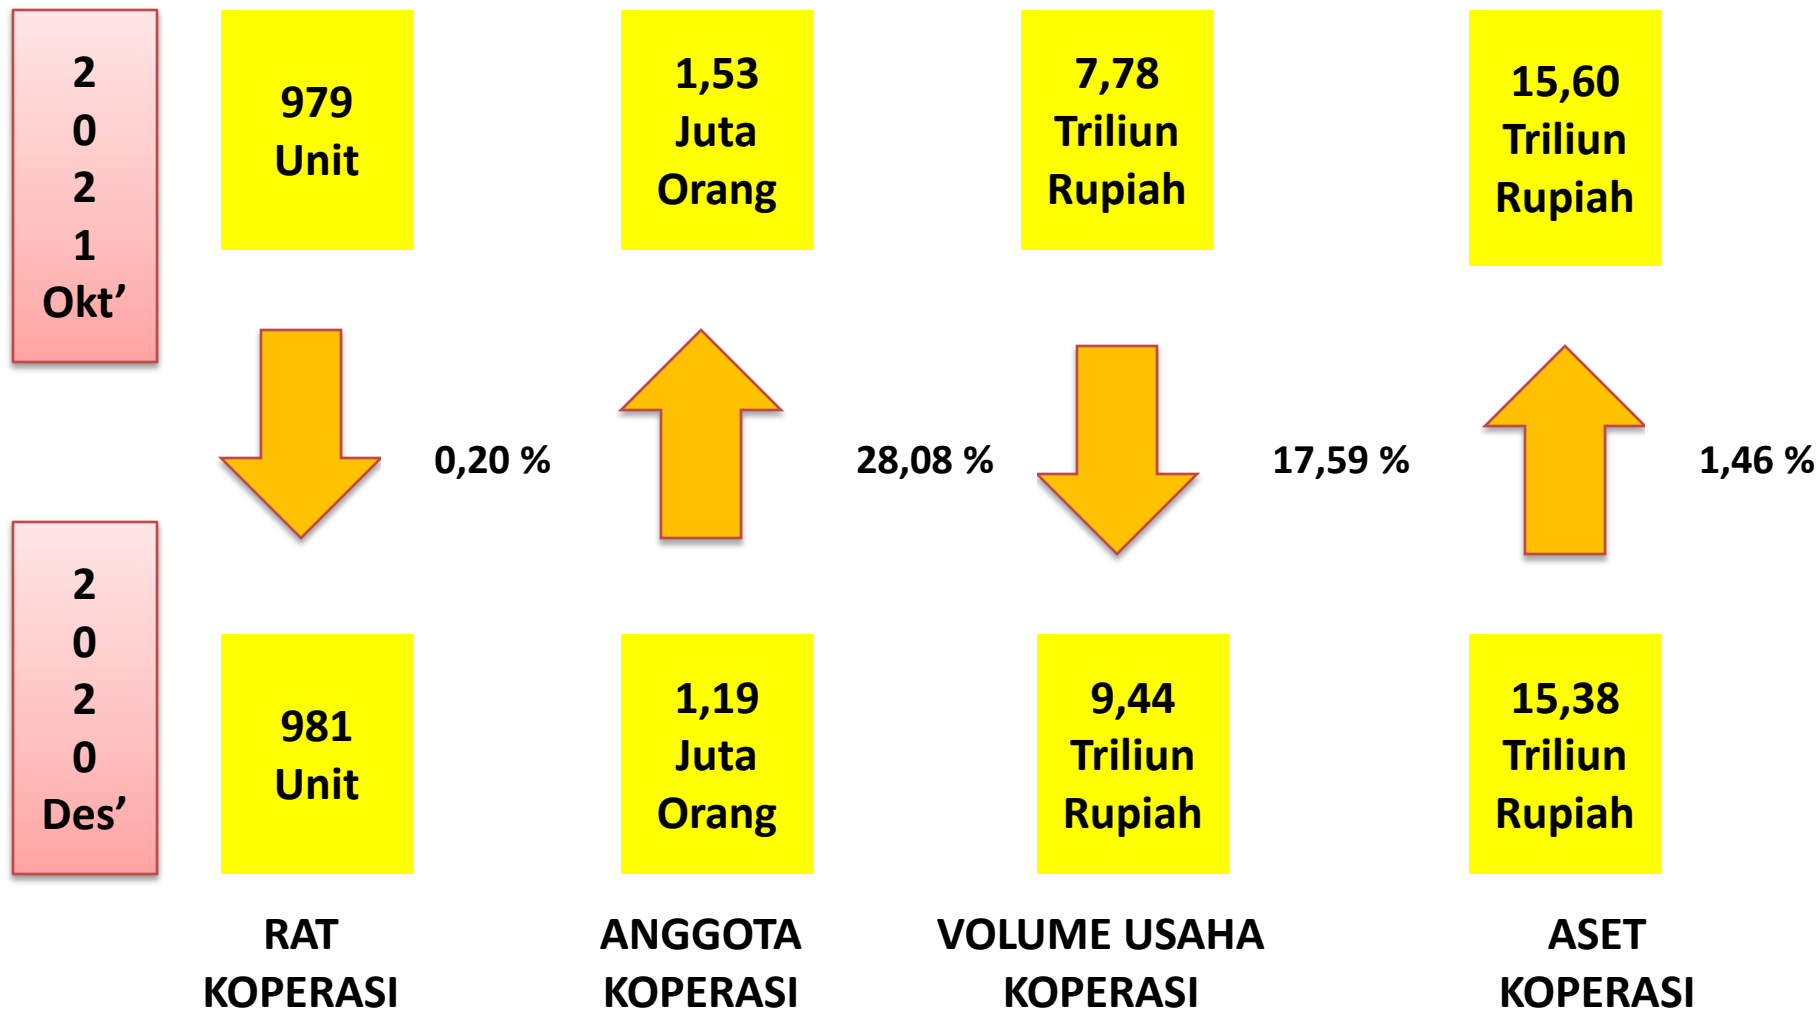 2
0
2
1
Okt’
979
Unit
1,53
Juta
Orang
7,78
Triliun
Rupiah
15,60
Triliun
Rupiah
0,20 %
28,08 %
17,59 %
1,46 %
2
0
2
0
Des’
981
Unit
1,19
Juta
Orang
9,44
Triliun
Rupiah
15,38
Triliun
Rupiah
RAT
KOPERASI
ANGGOTA
KOPERASI
VOLUME USAHA
KOPERASI
ASET
KOPERASI